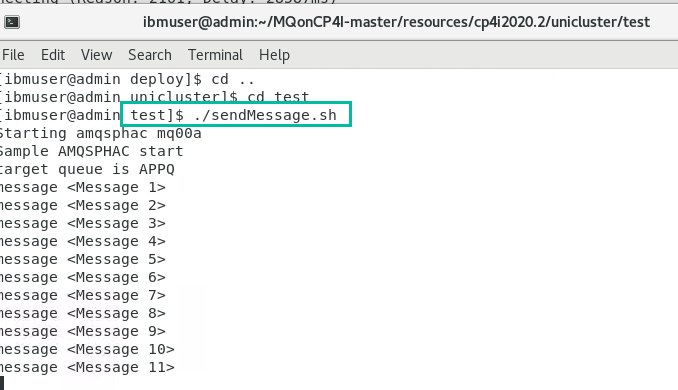 ibmuser@admin:~/MQonCP4I-master/resources/cp4i2020.2/unicluster/test
File Edit View Search Terminal Help
[ibmuser@admin deploy]$ cd ..
[ibmuser@admin unicluster]$ cd test
[ibmuser@admin test]$ ./sendMessage.sh
Starting amqsphac mq00a
Sample AMQSPHAC start
target queue is APPQ
message <Message 1>
message <Message 2>
message <Message 3>
message <Message 4>
message <Message 5>
message <Message 6>
message <Message 7>
message <Message 8>
message <Message 9>
message <Message 10>
message <Message 11>